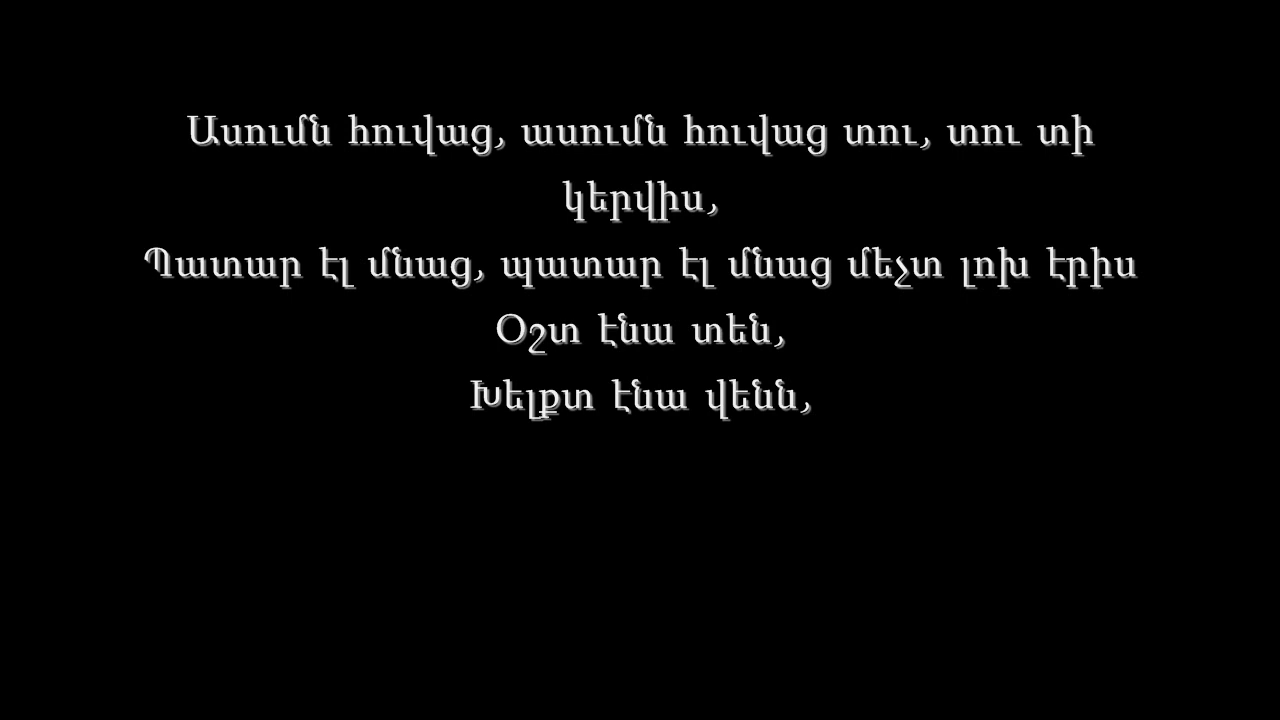 Ասումն հուվաց, ասումն հուվաց տու, տու տի
կերվիս,
Պատար էլ մնաց, պատար էլ մնաց մեչտ լոխ էրիս
Օշտ էնա տեն,
Խելքտ էնա վենն,